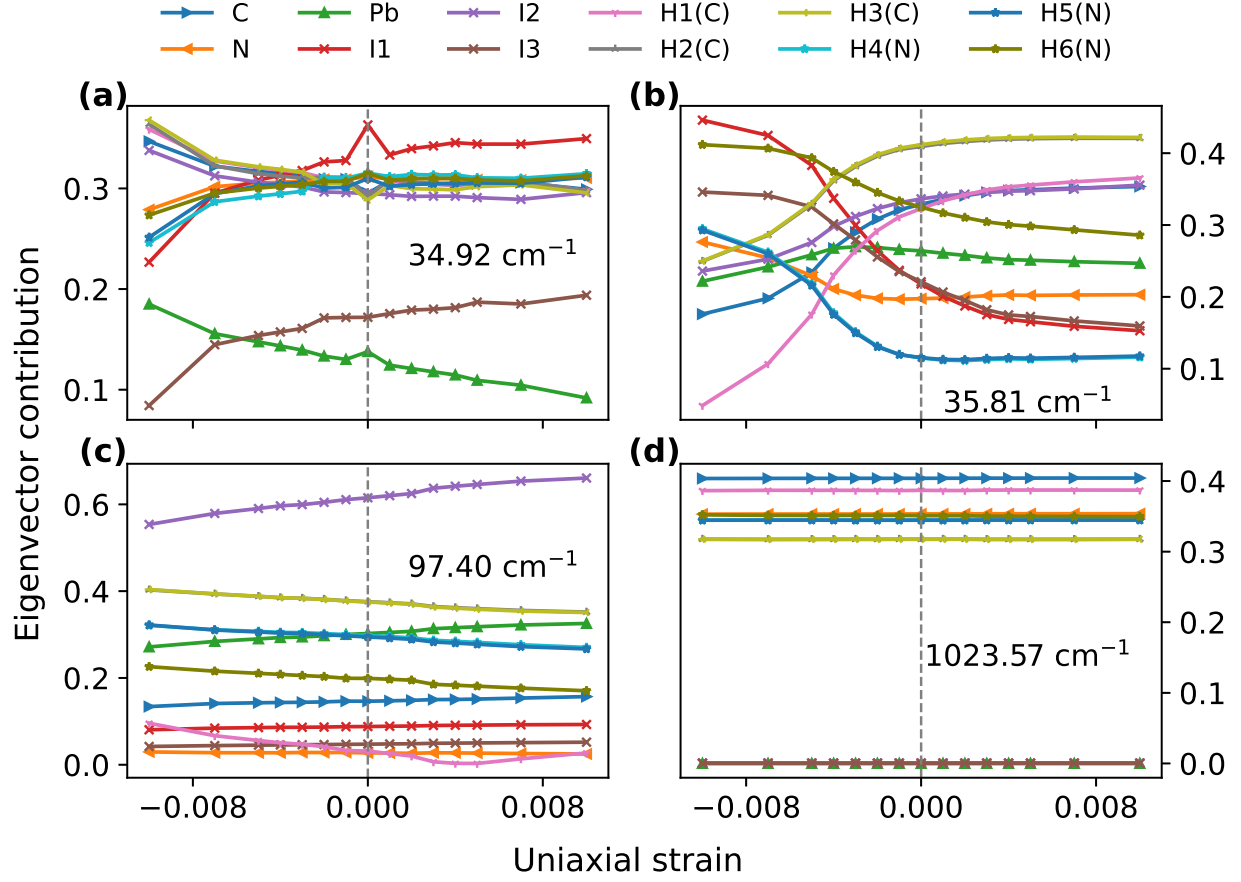 C Pb I2 H1(C) H3(C) H5(N)
N I1 I3 H2(C) H4(N) H6(N)
(a) (b)
0.3
0.2
0.1
34.92 cm⁻¹
0.4
0.3
0.2
0.1
35.81 cm⁻¹
Eigenvector contribution
(c) (d)
0.6
0.4
0.2
0.0
97.40 cm⁻¹
0.4
0.3
0.2
0.1
0.0
1023.57 cm⁻¹
−0.008 0.000 0.008 −0.008 0.000 0.008
Uniaxial strain